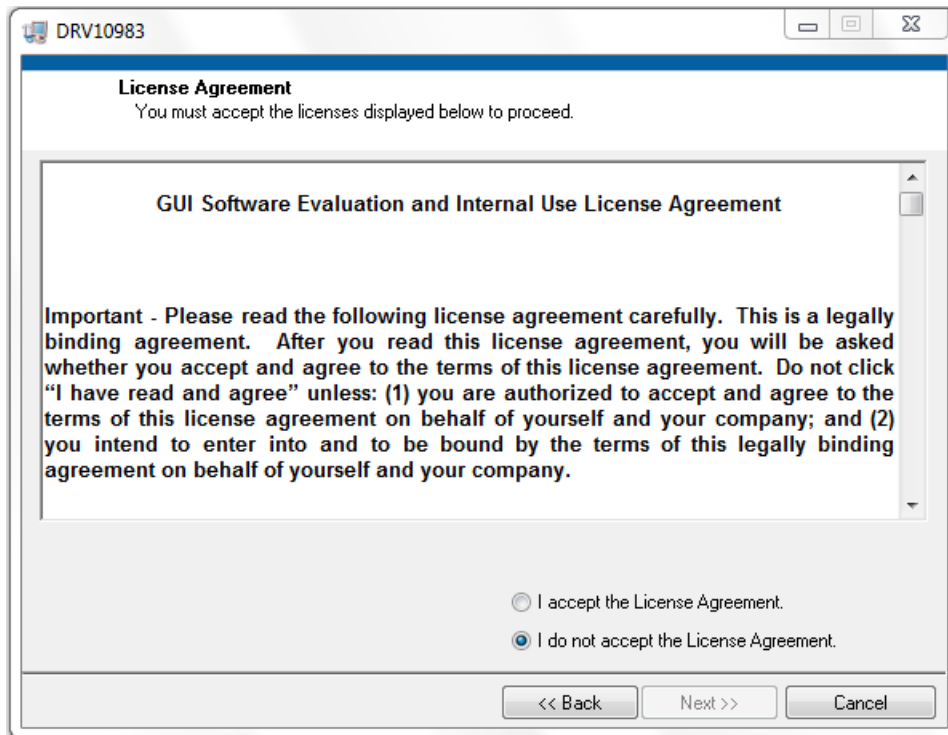 DRV10983
License Agreement
You must accept the licenses displayed below to proceed.
GUI Software Evaluation and Internal Use License Agreement
Important - Please read the following license agreement carefully.  This is a legally
binding agreement.  After you read this license agreement, you will be asked
whether you accept and agree to the terms of this license agreement.  Do not click
“I have read and agree” unless: (1) you are authorized to accept and agree to the
terms of this license agreement on behalf of yourself and your company; and (2)
you intend to enter into and to be bound by the terms of this legally binding
agreement on behalf of yourself and your company.
I accept the License Agreement.
I do not accept the License Agreement.
<< Back Next >> Cancel